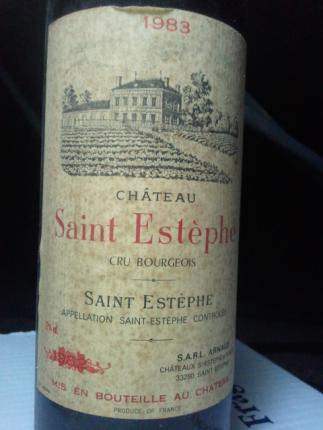 1983
CHÂTEAU
Saint Estèphe
CRU BOURGEOIS
SAINT ESTÈPHE
APPELLATION SAINT-ESTÈPHE CONTROLÉE
S.A.R.L. ARNAUD
CHÂTEAUX
33250 SAINT-ESTÈPHE
MIS EN BOUTEILLE AU CHÂTEAU
PRODUCE OF FRANCE